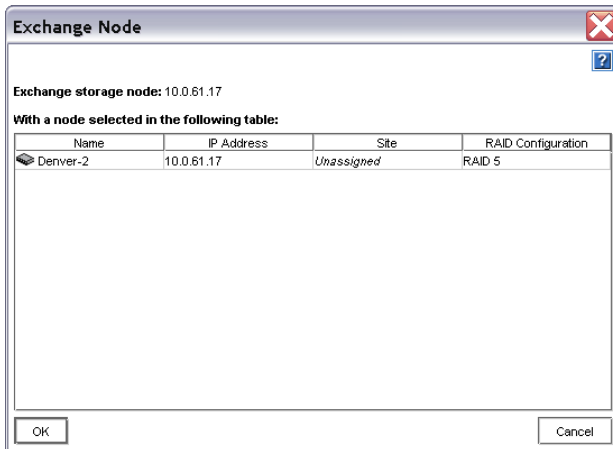 Exchange Node
?
Exchange storage node: 10.0.61.17
With a node selected in the following table:
Name IP Address Site RAID Configuration
Denver-2 10.0.61.17 Unassigned RAID 5
OK Cancel